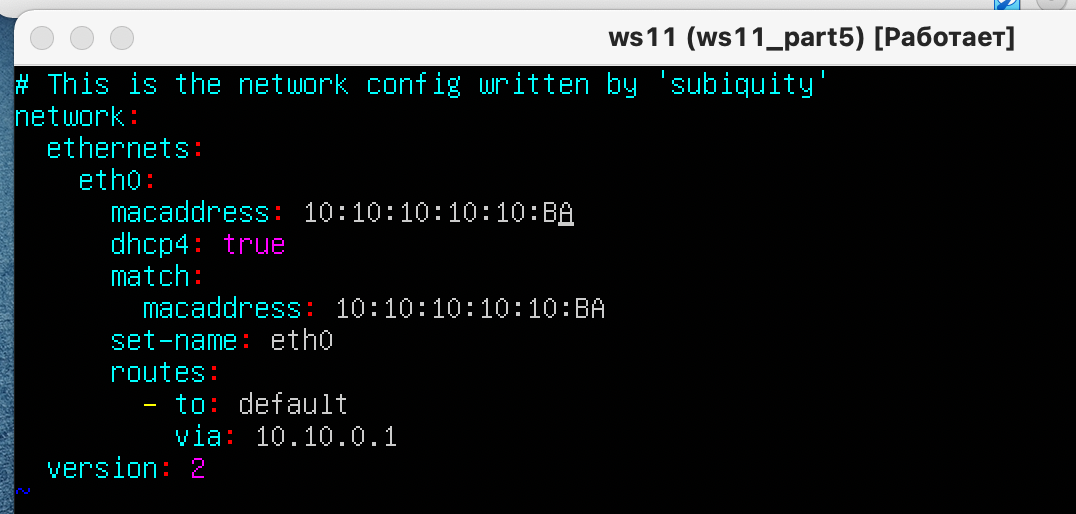 ws11 (ws11_part5) [Работает]
# This is the network config written by 'subiquity'
network:
  ethernets:
    eth0:
      macaddress: 10:10:10:10:10:BA
      dhcp4: true
      match:
        macaddress: 10:10:10:10:10:BA
      set-name: eth0
      routes:
        - to: default
          via: 10.10.0.1
  version: 2
~